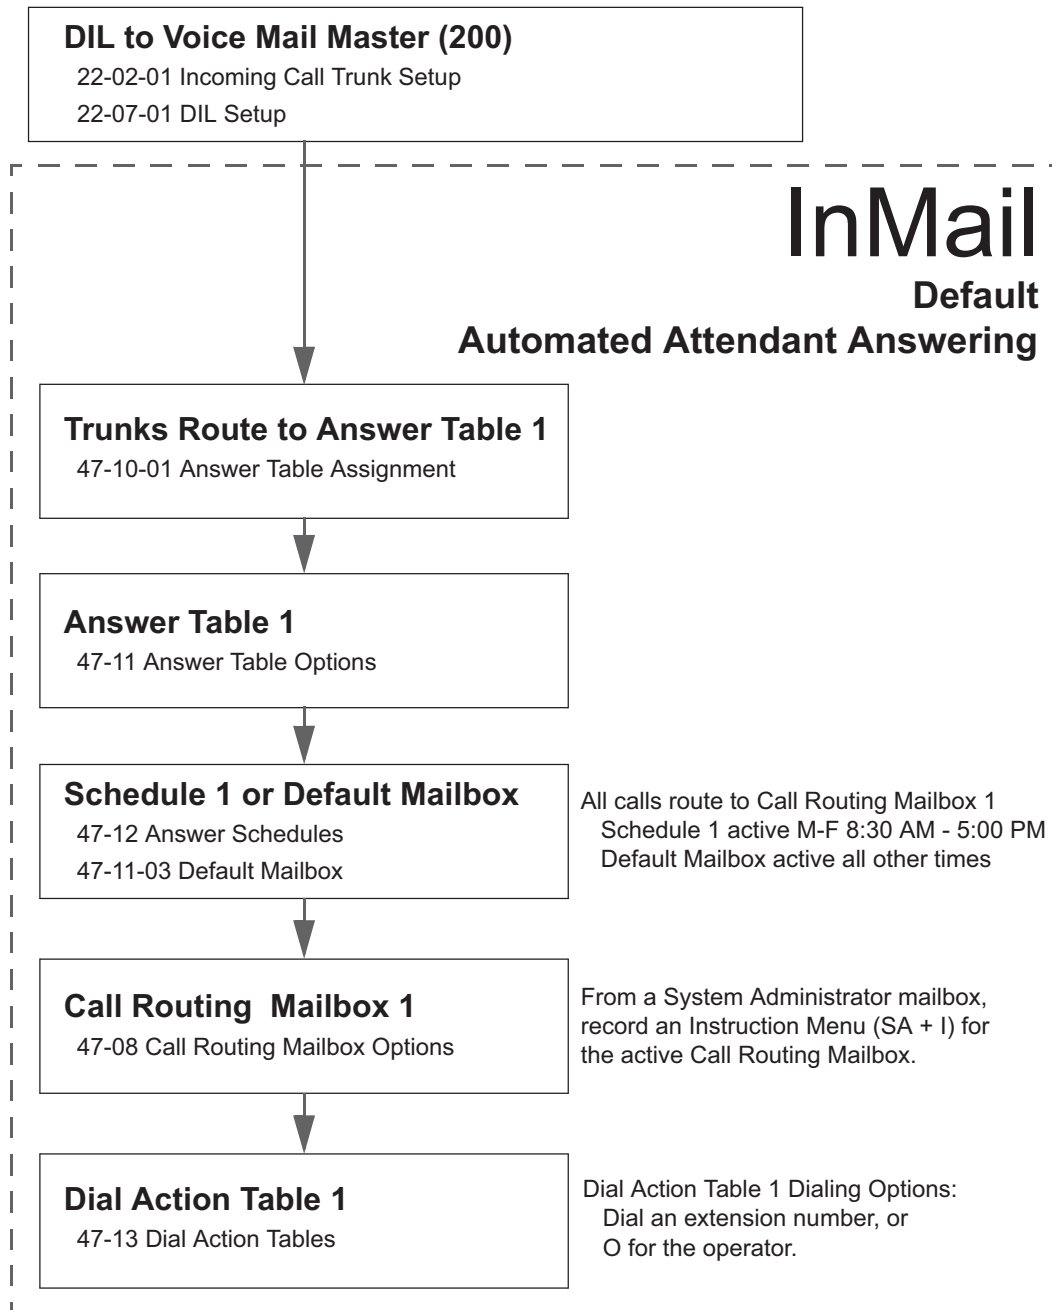 DIL to Voice Mail Master (200)
22-02-01 Incoming Call Trunk Setup
22-07-01 DIL Setup
InMail
Default
Automated Attendant Answering
Trunks Route to Answer Table 1
47-10-01 Answer Table Assignment
Answer Table 1
47-11 Answer Table Options
Schedule 1 or Default Mailbox
47-12 Answer Schedules
47-11-03 Default Mailbox
All calls route to Call Routing Mailbox 1
Schedule 1 active M-F 8:30 AM - 5:00 PM
Default Mailbox active all other times
Call Routing Mailbox 1
47-08 Call Routing Mailbox Options
From a System Administrator mailbox,
record an Instruction Menu (SA + I) for
the active Call Routing Mailbox.
Dial Action Table 1
47-13 Dial Action Tables
Dial Action Table 1 Dialing Options:
Dial an extension number, or
O for the operator.